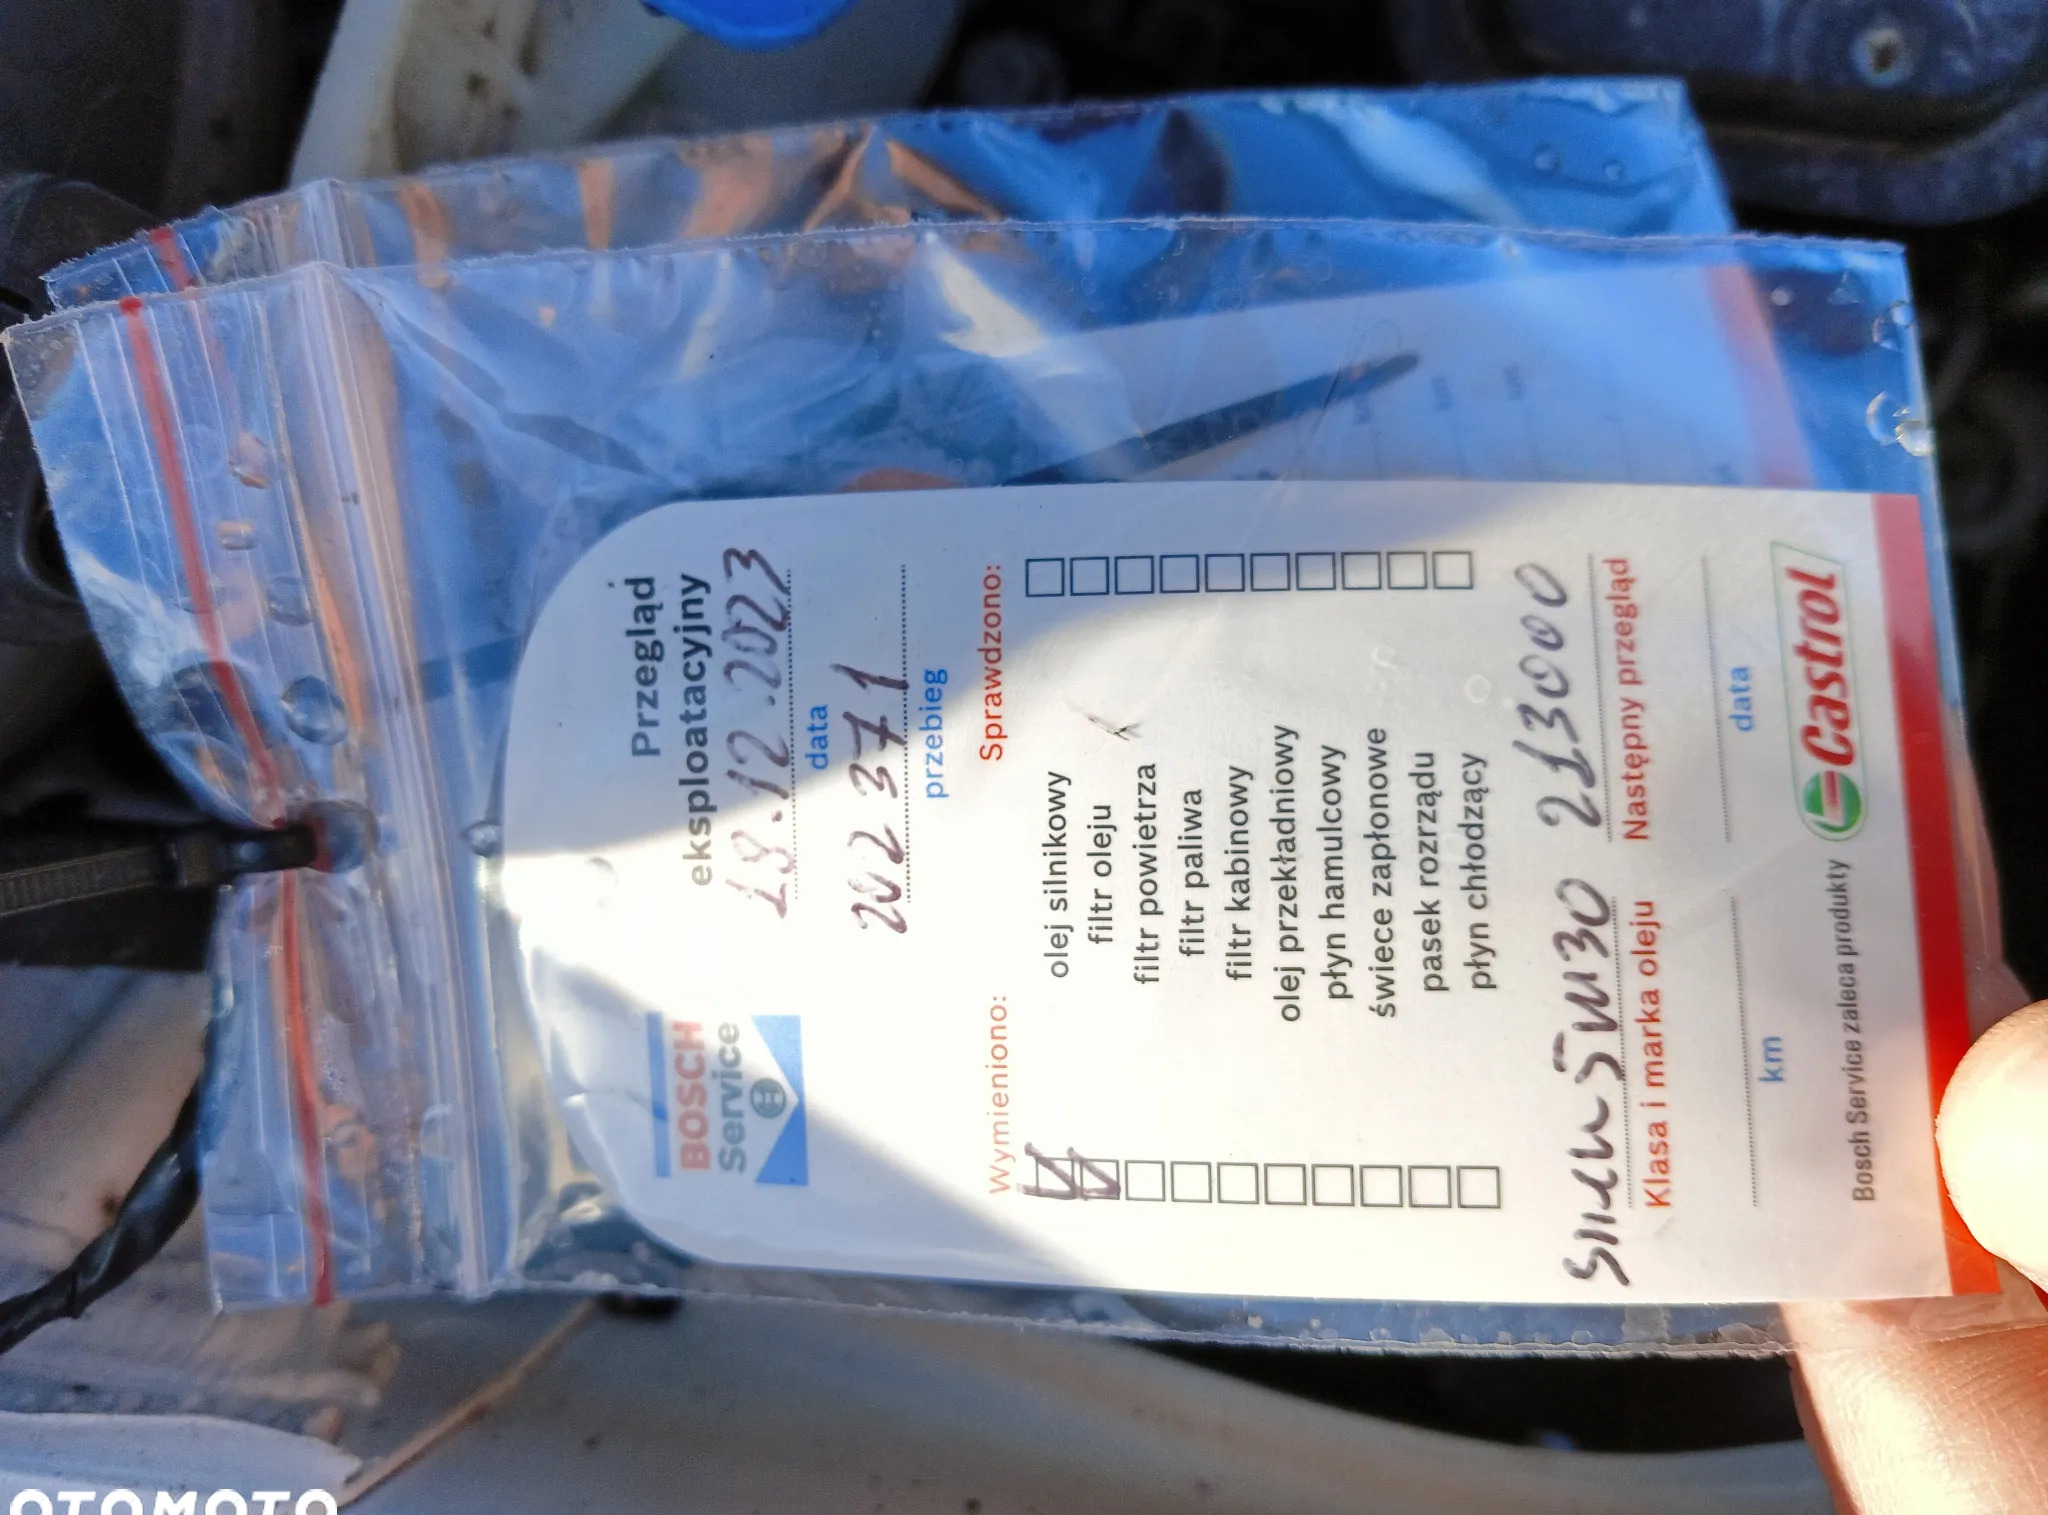 BOSCH
Service
Przegląd
eksploatacyjny
19.12.2023
data
202371
przebieg
Wymieniono:
Sprawdzono:
V olej silnikowy
V filtr oleju
filtr powietrza
filtr paliwa
filtr kabinowy
olej przekładniowy
płyn hamulcowy
świece zapłonowe
pasek rozrządu
płyn chłodzący
5W30 213000
Klasa i marka oleju Następny przegląd
km data
Bosch Service zaleca produkty Castrol
OTOMOTO